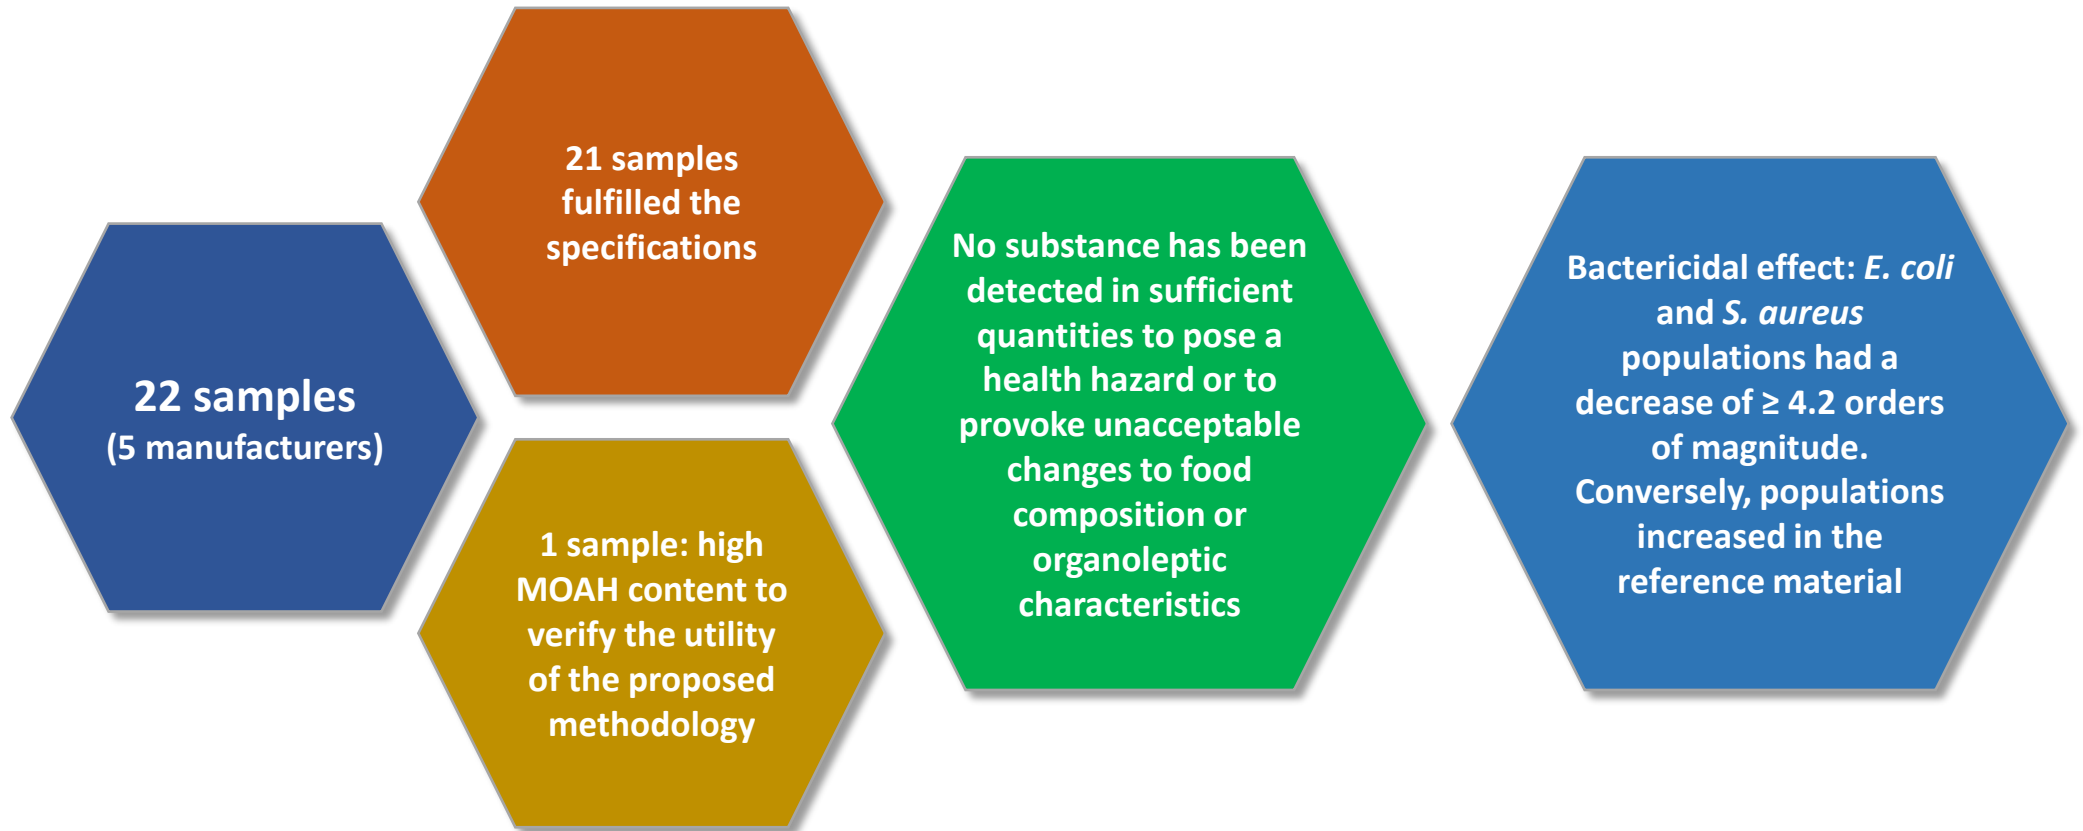 22 samples
(5 manufacturers)
21 samples
fulfilled the
specifications
1 sample: high
MOAH content to
verify the utility
of the proposed
methodology
No substance has been
detected in sufficient
quantities to pose a
health hazard or to
provoke unacceptable
changes to food
composition or
organoleptic
characteristics
Bactericidal effect: E. coli
and S. aureus
populations had a
decrease of ≥ 4.2 orders
of magnitude.
Conversely, populations
increased in the
reference material